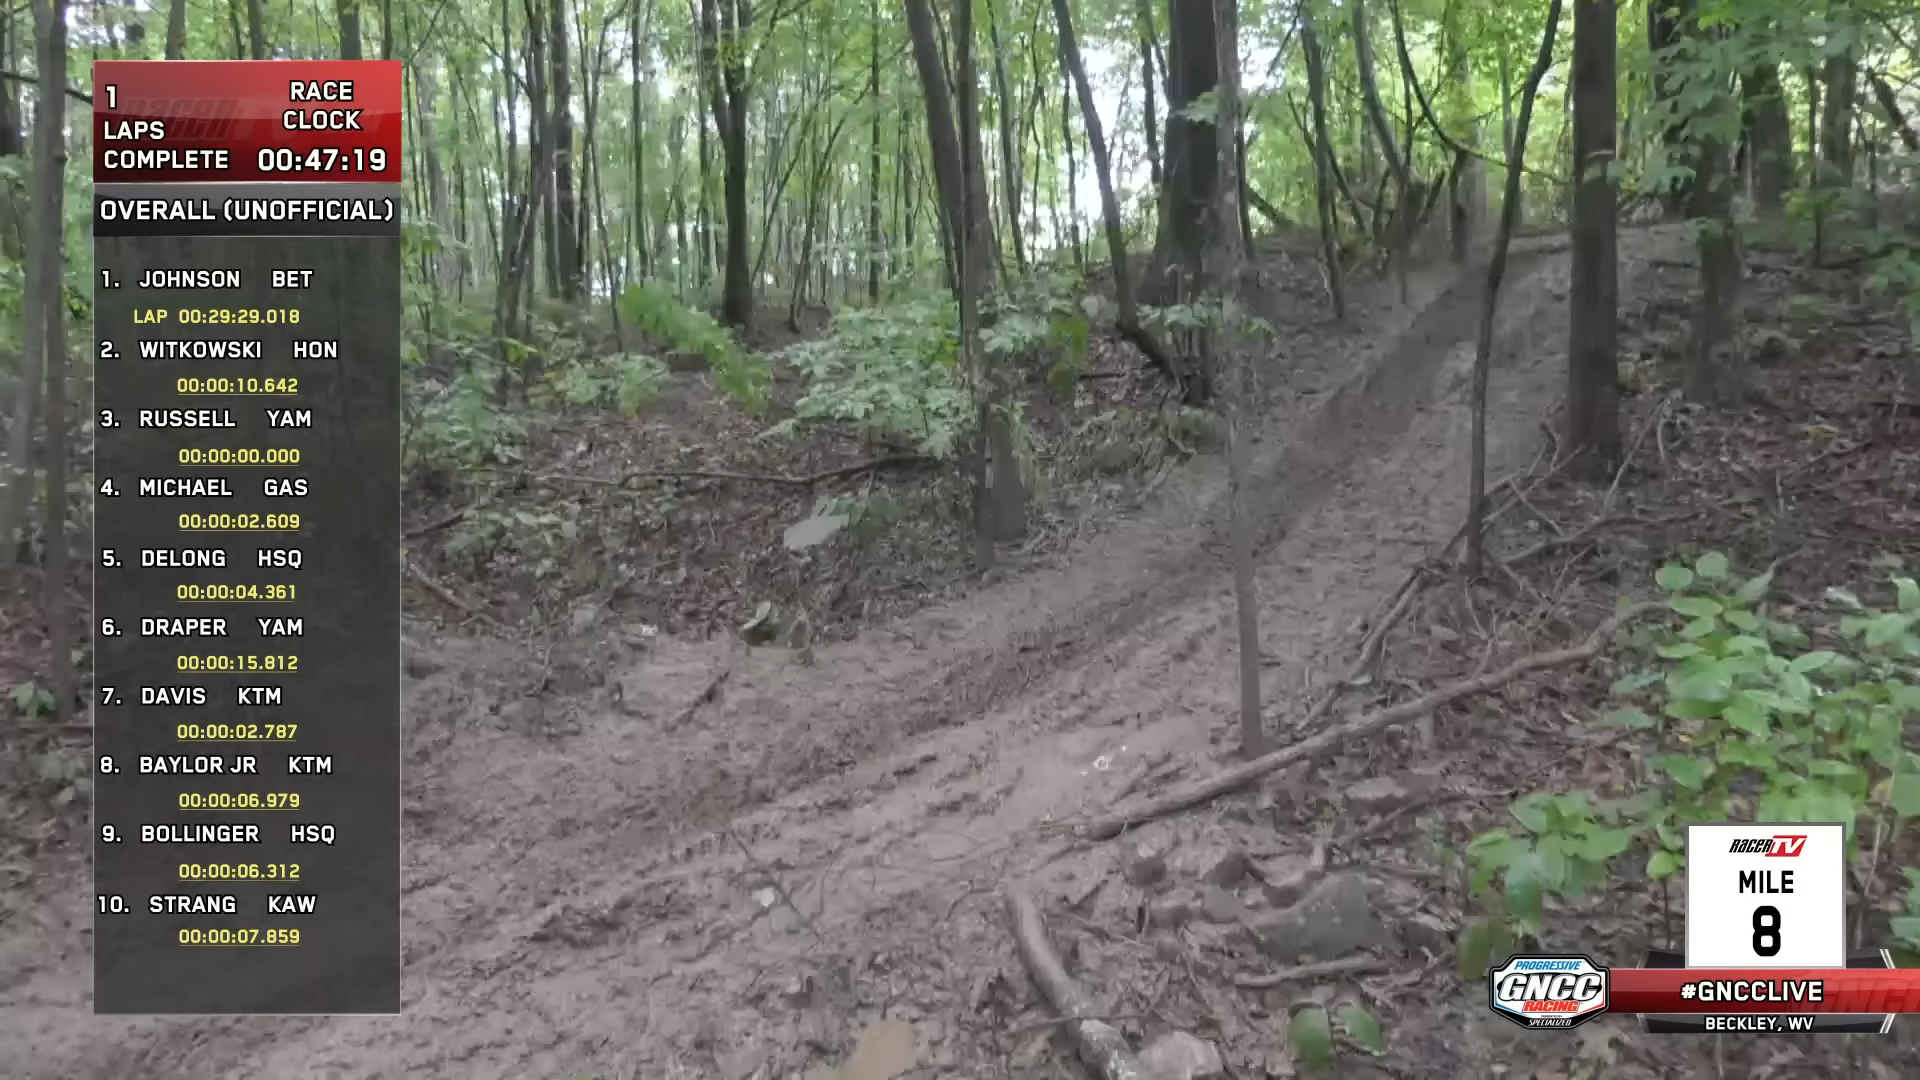 1
LAPS
COMPLETE
RACE
CLOCK
00:47:19
OVERALL (UNOFFICIAL)
1. JOHNSON BET
LAP 00:29:29.018
2. WITKOWSKI HON
00:00:10.642
3. RUSSELL YAM
00:00:00.000
4. MICHAEL GAS
00:00:02.609
5. DELONG HSQ
00:00:04.361
6. DRAPER YAM
00:00:15.812
7. DAVIS KTM
00:00:02.787
8. BAYLOR JR KTM
00:00:06.979
9. BOLLINGER HSQ
00:00:06.312
10. STRANG KAW
00:00:07.859
RACER TV
MILE
8
PROGRESSIVE
GNCC
RACING
SPECIALIZED
#GNCCLIVE
BECKLEY, WV